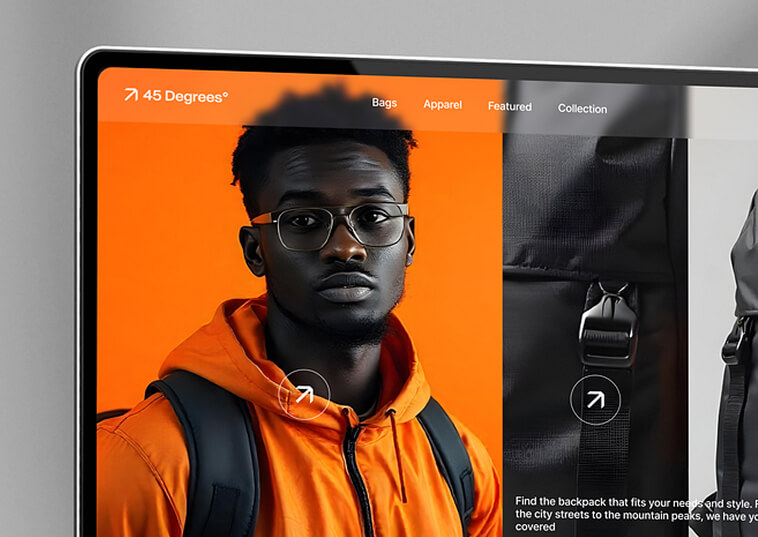 45 Degrees°
Bags
Apparel
Featured
Collection
Find the backpack that fits your needs and style.
the city streets to the mountain peaks, we have
covered